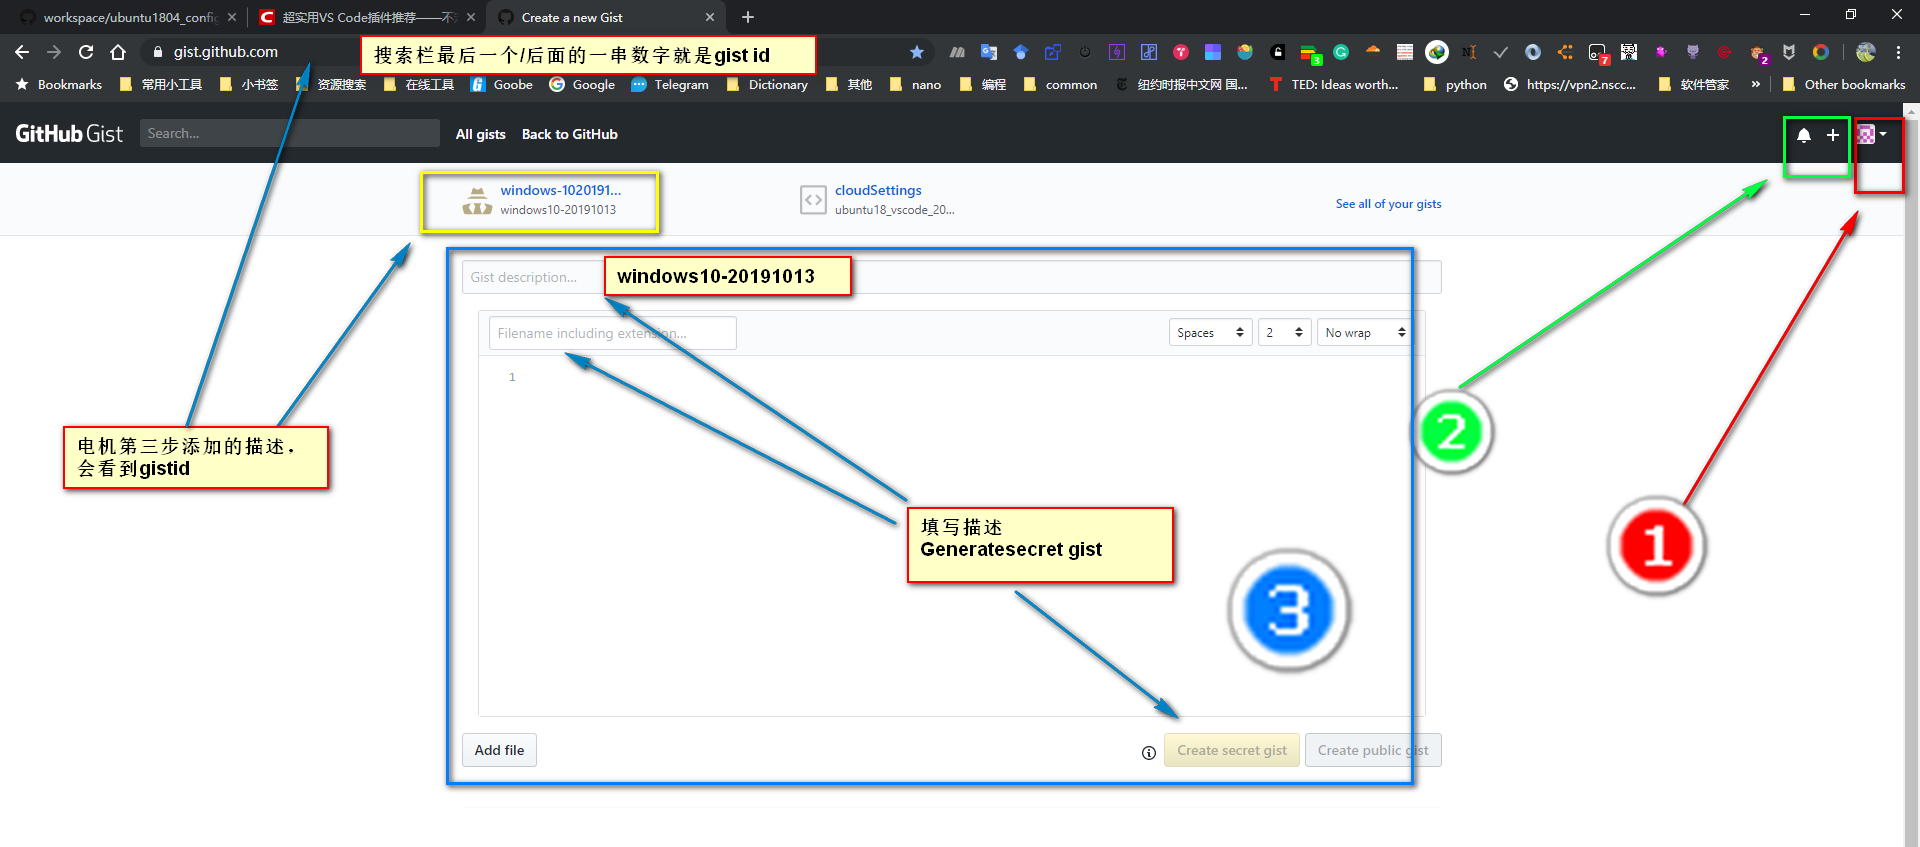 workspace/ubuntu1804_config
超实用VS Code插件推荐——不
Create a new Gist
gist.github.com
搜索栏最后一个/后面的一串数字就是gist id
3
7
2
Bookmarks
常用小工具
小书签
资源搜索
在线工具
Goobe
Google
Telegram
Dictionary
其他
nano
编程
common
纽约时报中文网 国...
TED: Ideas worth...
python
https://vpn2.nscc...
软件管家
»
Other bookmarks
GitHub Gist
Search...
All gists
Back to GitHub
windows-1020191...
windows10-20191013
cloudSettings
ubuntu18_vscode_20...
See all of your gists
Gist description...
windows10-20191013
Filename including extension...
Spaces
2
No wrap
1
2
电机第三步添加的描述，
会看到gistid
填写描述
Generatesecret gist
1
3
Add file
Create secret gist
Create public gist